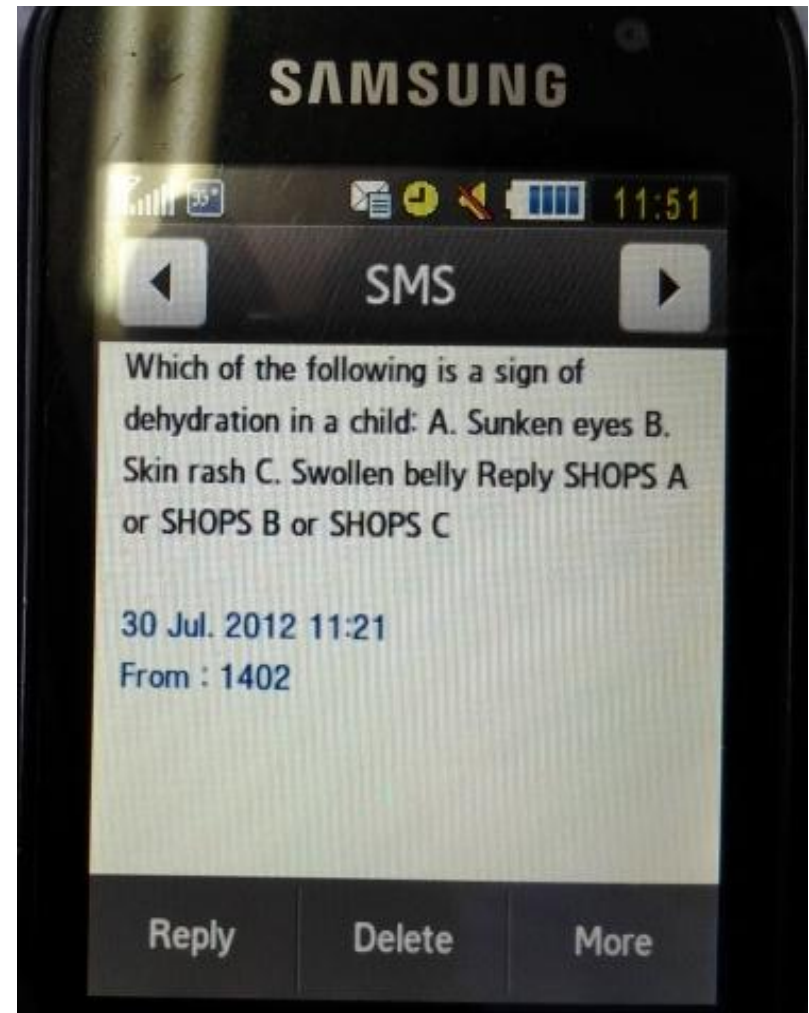 SAMSUNG
11:51
SMS
Which of the following is a sign of
dehydration in a child: A. Sunken eyes B.
Skin rash C. Swollen belly Reply SHOPS A
or SHOPS B or SHOPS C
30 Jul. 2012 11:21
From : 1402
Reply Delete More